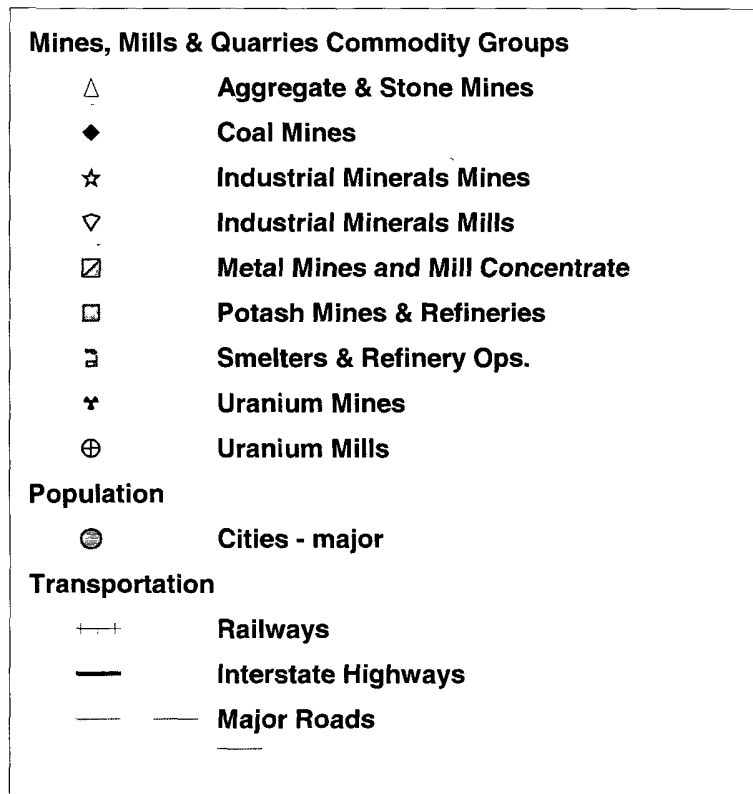 Mines, Mills & Quarries Commodity Groups
Aggregate & Stone Mines
Coal Mines
Industrial Minerals Mines
Industrial Minerals Mills
Metal Mines and Mill Concentrate
Potash Mines & Refineries
Smelters & Refinery Ops.
Uranium Mines
Uranium Mills
Population
Cities - major
Transportation
Railways
Interstate Highways
Major Roads